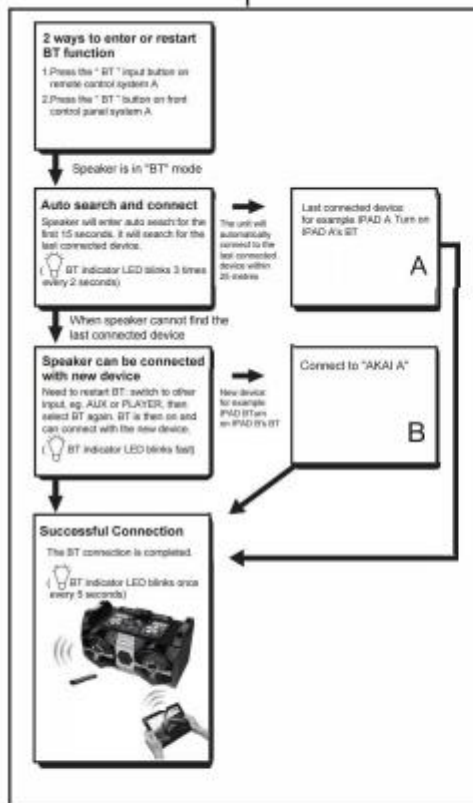 2 ways to enter or restart
BT function
1.Press the " BT " input button on
remote control system A
2.Press the " BT " button on front
control panel system A
Speaker is in "BT" mode
Auto search and connect
Speaker will enter auto seach for the
first 15 seconds, it will search for the
last connected device.
( BT indicator LED blinks 3 times
every 2 seconds)
The unit will
automatically
connect to the
last connected
device within
25 metres
Last connected device
for example IPAD A Turn on
IPAD A's BT
A
When speaker cannot find the
last connected device
Speaker can be connected
with new device
Need to restart BT: switch to other
input, eg. AUX or PLAYER, then
select BT again. BT is then on and
can connect with the new device.
( BT indicator LED blinks fast)
New device
for example
IPAD BTurn
on IPAD B's BT
Connect to "AKAI A"
B
Successful Connection
The BT connection is completed.
( BT indicator LED blinks once
every 5 seconds)